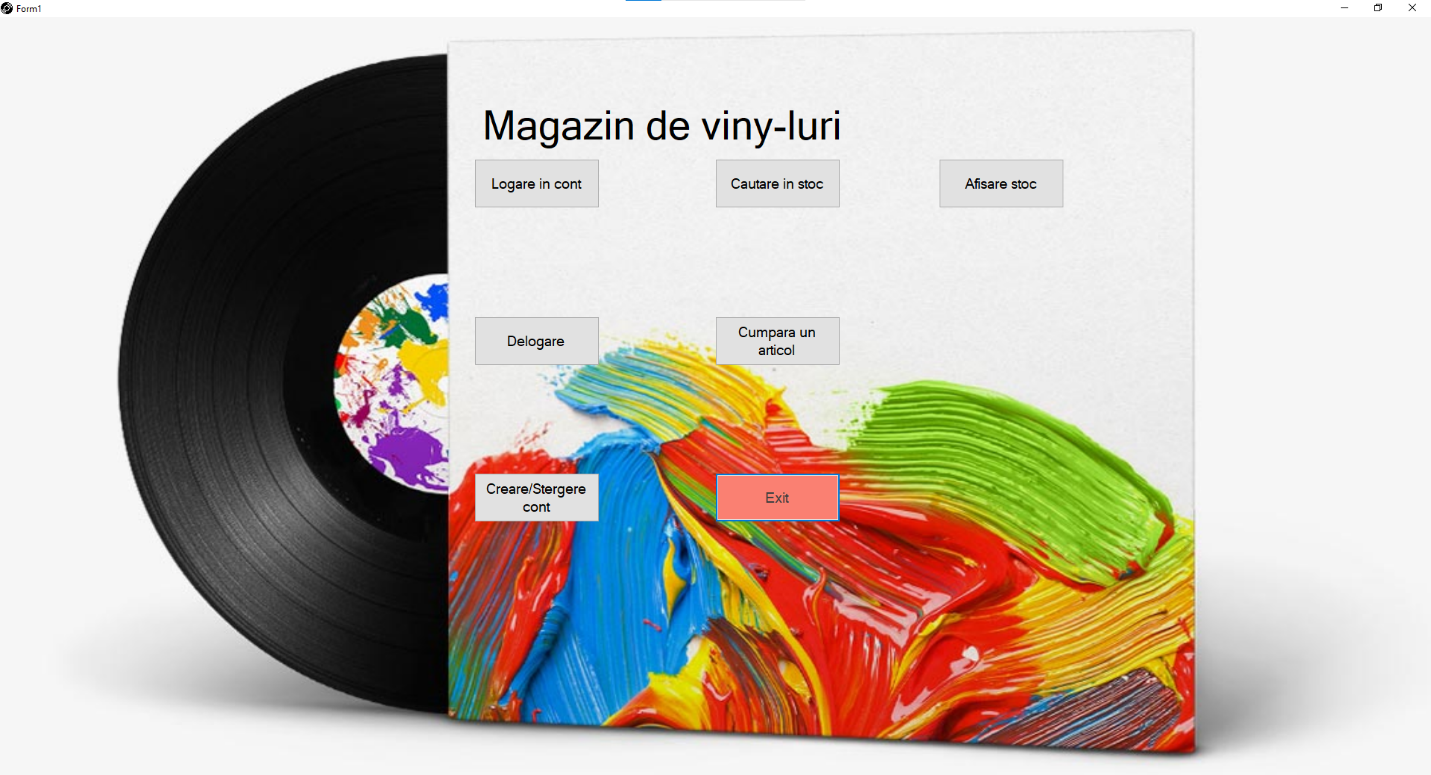 Form1
Magazin de viny-luri
Logare in cont
Cautare in stoc
Afisare stoc
Delogare
Cumpara un
articol
Creare/Stergere
cont
Exit